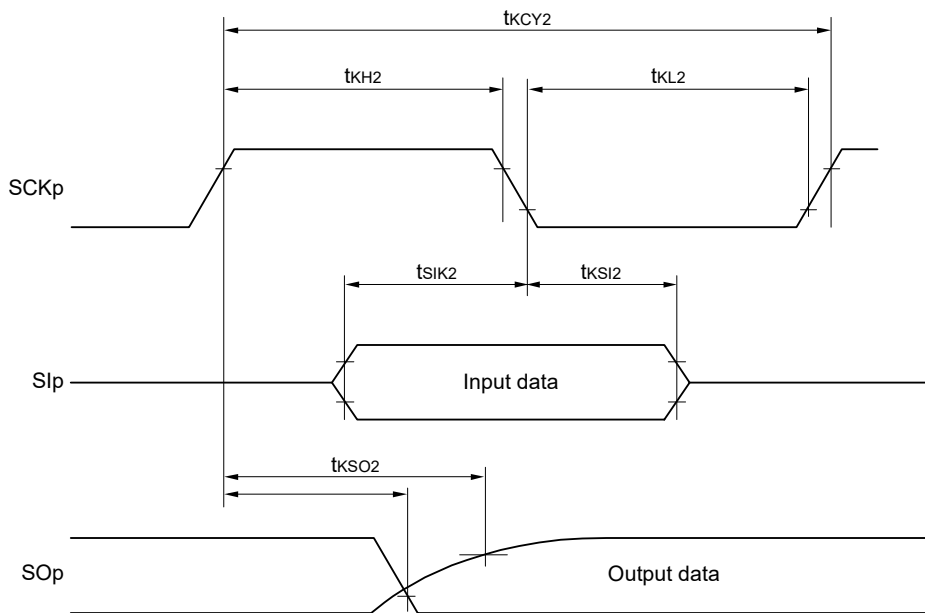 tKCY2
tKH2
tKL2
SCKp
tSIK2
tKSI2
SIp
Input data
tKSO2
SOp
Output data